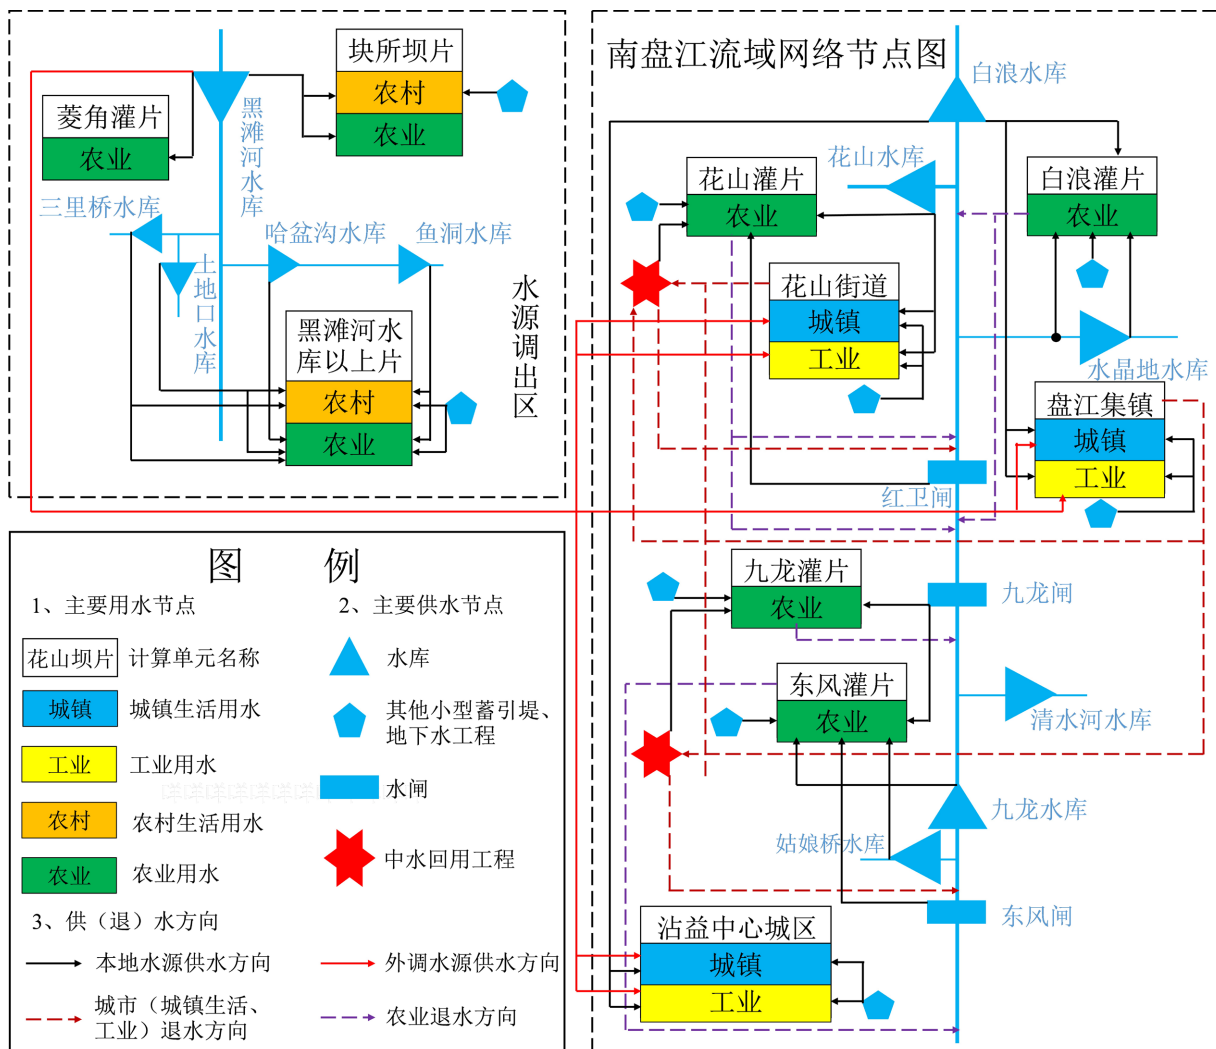 块所坝片
农村
农业
菱角灌片
农业
黑滩河水库
三里桥水库
土地口水库
哈盆沟水库
鱼洞水库
黑滩河水
库以上片
农村
农业
水源调出区
南盘江流域网络节点图
白浪水库
花山水库
花山灌片
农业
白浪灌片
农业
花山街道
城镇
工业
水晶地水库
盘江集镇
城镇
工业
红卫闸
九龙灌片
农业
九龙闸
东风灌片
农业
清水河水库
九龙水库
姑娘桥水库
东风闸
沾益中心城区
城镇
工业
图 例
1、主要用水节点
花山坝片 计算单元名称
城镇 城镇生活用水
工业 工业用水
农村 农村生活用水
农业 农业用水
2、主要供水节点
水库
其他小型蓄引堤、
地下水工程
水闸
中水回用工程
3、供（退）水方向
本地水源供水方向
外调水源供水方向
城市（城镇生活、
工业）退水方向
农业退水方向